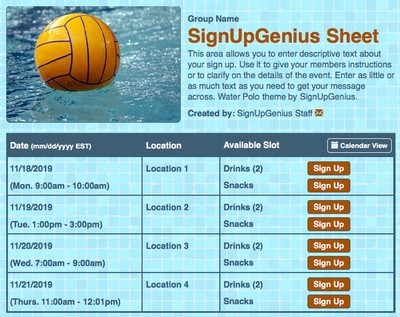 Group Name
SignUpGenius Sheet
This area allows you to enter descriptive text about
your sign up. Use it to give your members instructions
or to clarify on the details of the event. Enter as little or
as much text as you need to get your message
across. Water Polo theme by SignUpGenius.
Created by: SignUpGenius Staff
Date (mm/dd/yyyy EST) Location Available Slot Calendar View
11/18/2019 Location 1 Drinks (2) Sign Up
(Mon. 9:00am - 10:00am) Snacks Sign Up
11/19/2019 Location 2 Drinks (2) Sign Up
(Tue. 1:00pm - 3:00pm) Snacks Sign Up
11/20/2019 Location 3 Drinks (2) Sign Up
(Wed. 7:00am - 9:00am) Snacks Sign Up
11/21/2019 Location 4 Drinks (2) Sign Up
(Thurs. 11:00am - 12:01pm) Snacks Sign Up